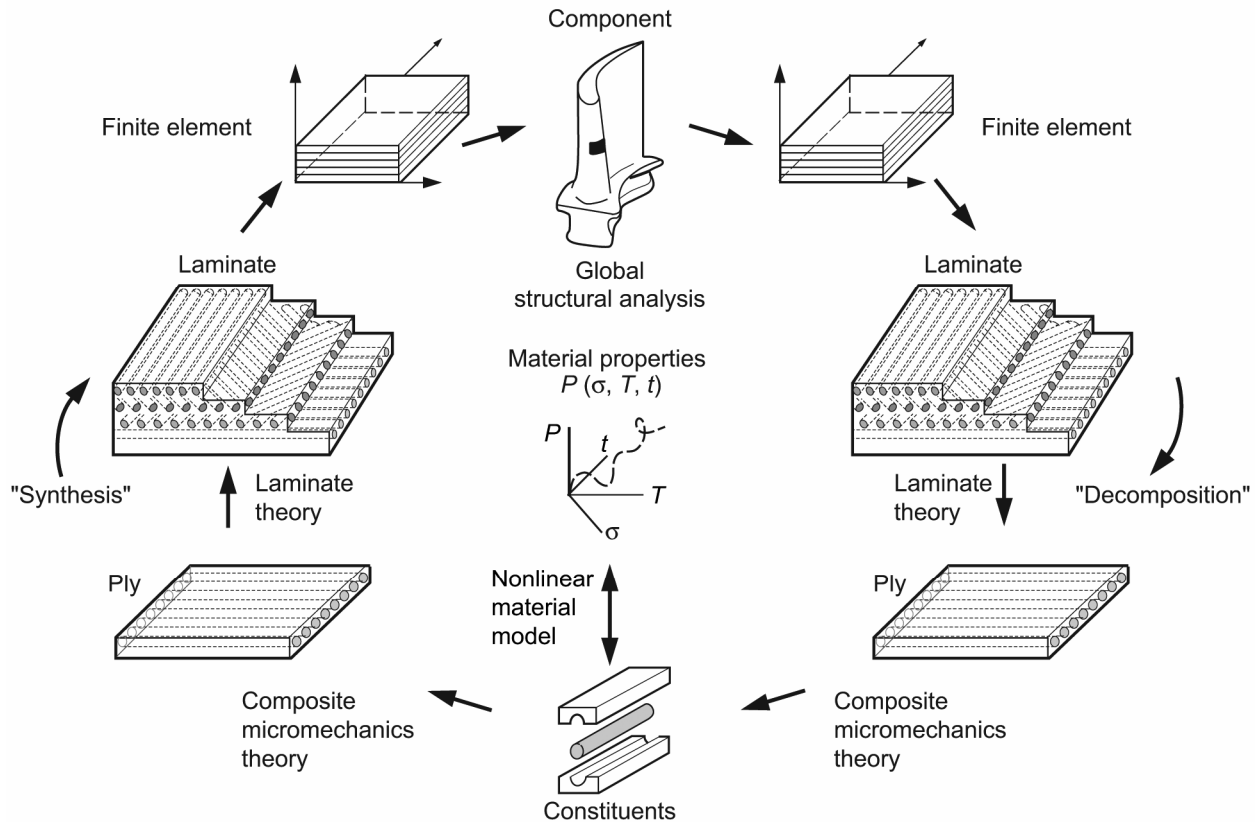 Component
Finite element
Finite element
Laminate
Global
structural analysis
Laminate
Material properties
P (σ, T, t)
P
t
T
σ
"Synthesis"
Laminate
theory
Laminate
theory
"Decomposition"
Ply
Nonlinear
material
model
Ply
Composite
micromechanics
theory
Composite
micromechanics
theory
Constituents